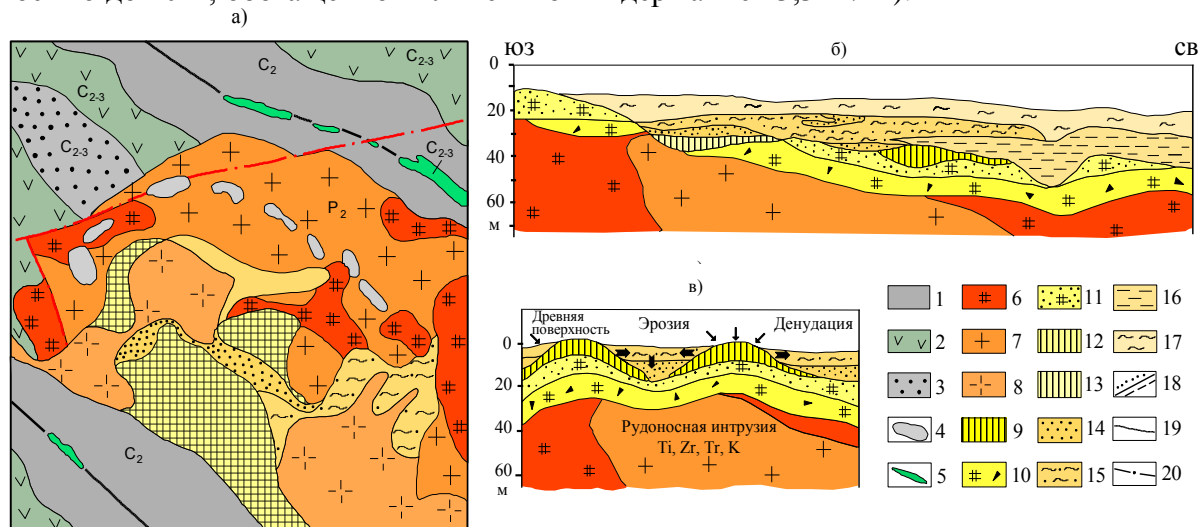 а)
C2
C2-3
C2-3
C2-3
C2-3
P2
C2
ЮЗ
б)
СВ
0
20
40
60
м
в)
Древняя
поверхность
Эрозия
Денудация
0
20
40
60
м
Рудоносная интрузия
Ti, Zr, Tr, K
1
6
11
16
2
7
12
17
3
8
13
18
4
9
14
19
5
10
15
20